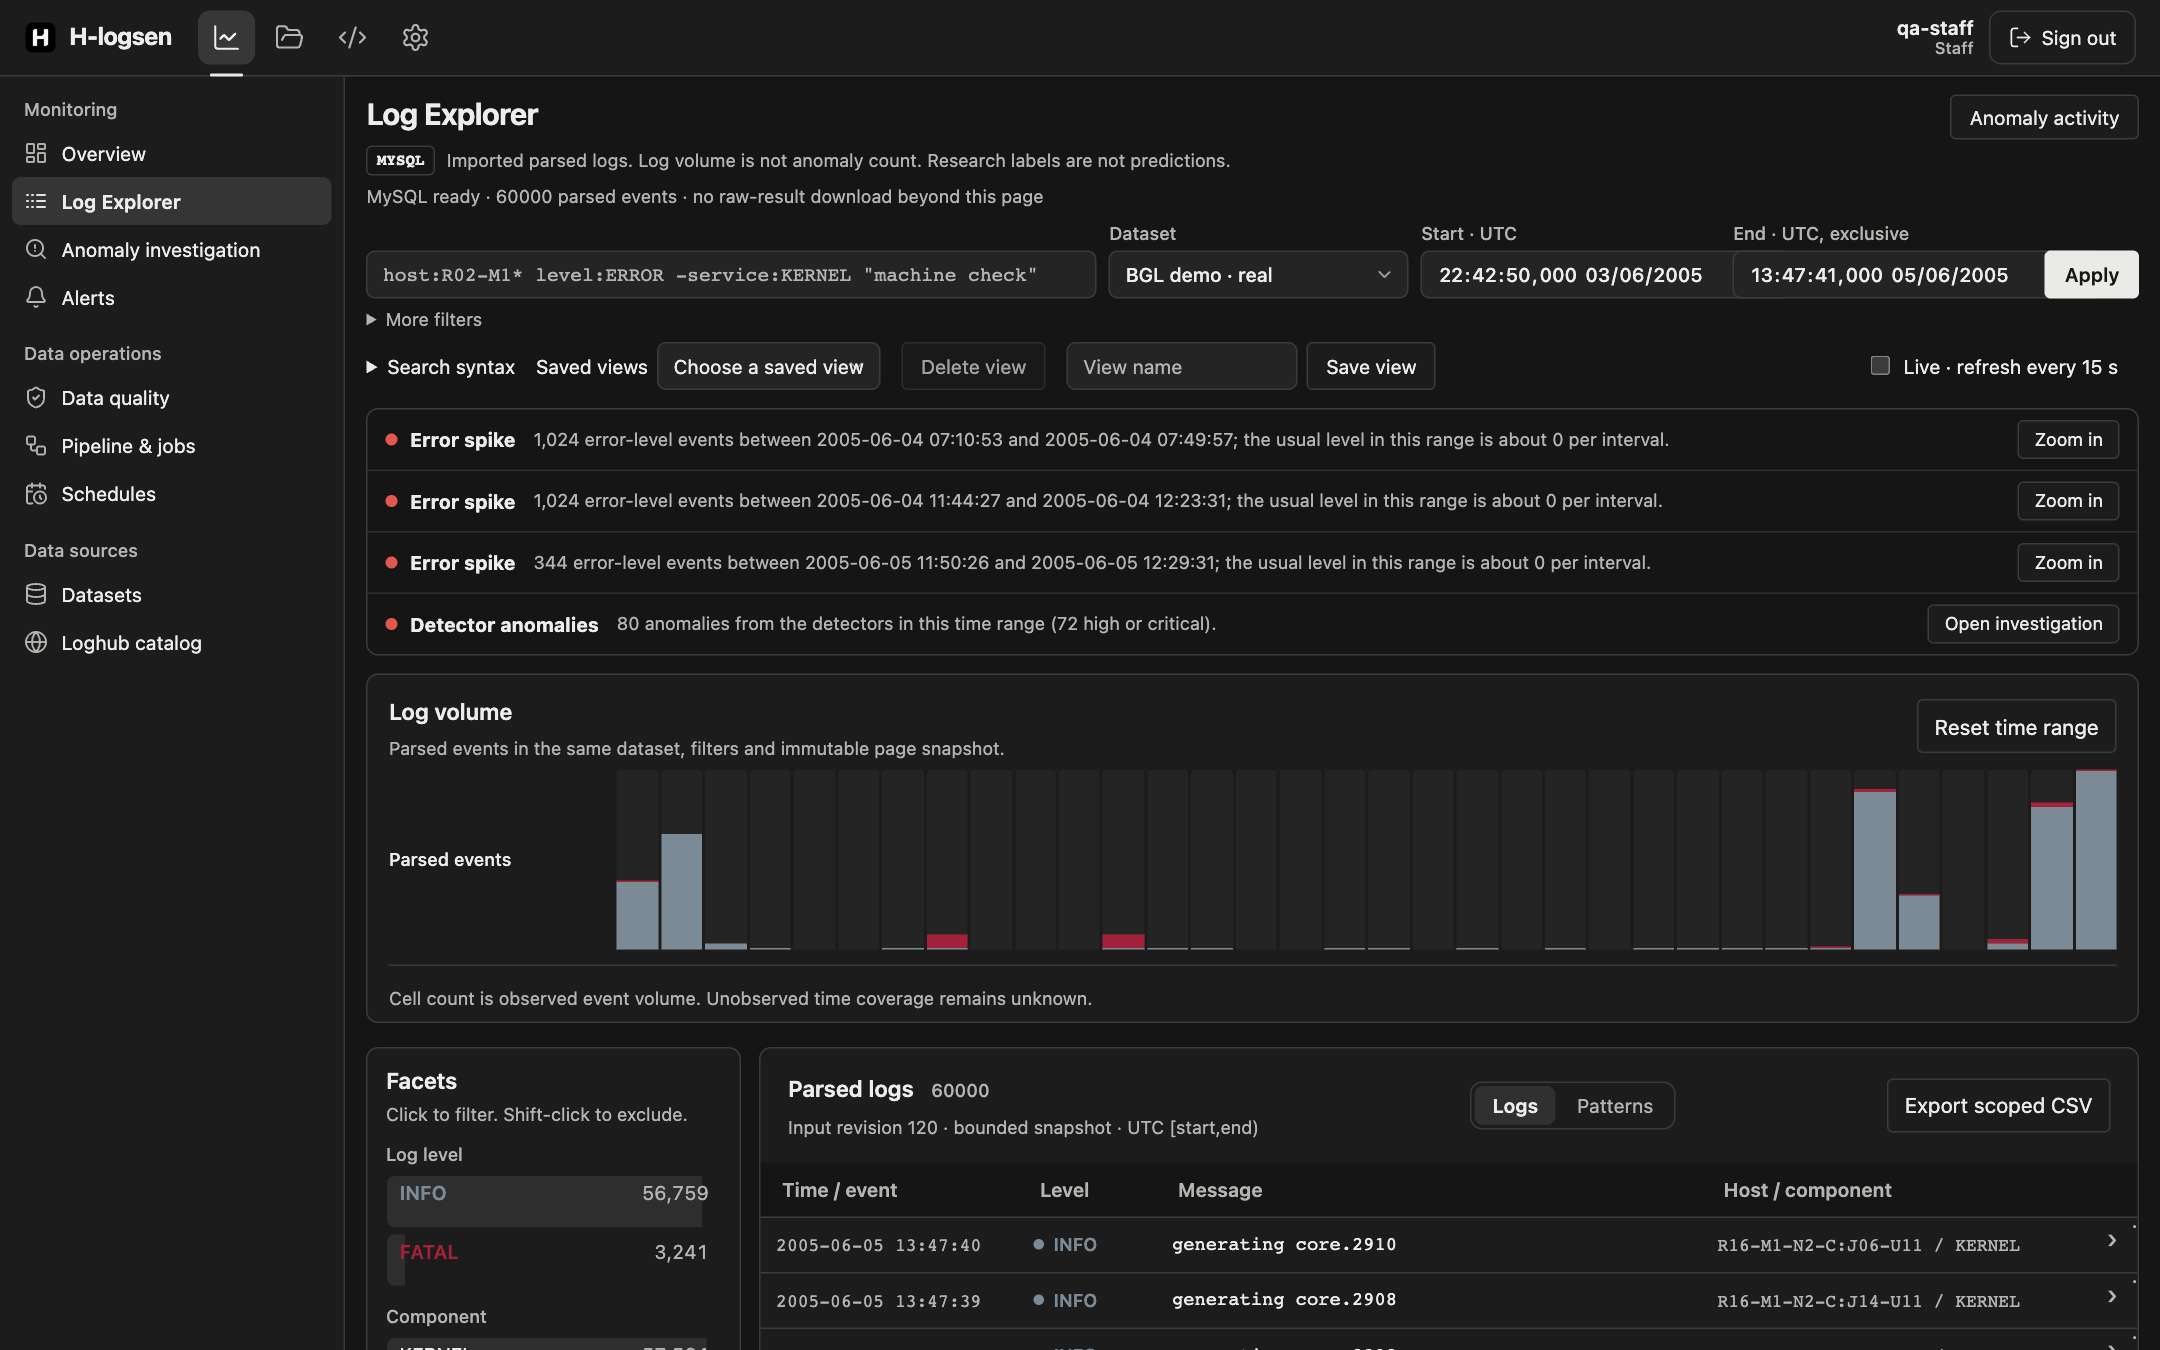 H H-logsen
qa-staff
Staff
Sign out
Monitoring
Overview
Log Explorer
Anomaly investigation
Alerts
Data operations
Data quality
Pipeline & jobs
Schedules
Data sources
Datasets
Loghub catalog
Log Explorer
Anomaly activity
MYSQL Imported parsed logs. Log volume is not anomaly count. Research labels are not predictions.
MySQL ready · 60000 parsed events · no raw-result download beyond this page
Dataset Start · UTC End · UTC, exclusive
host:R02-M1* level:ERROR -service:KERNEL "machine check" BGL demo · real 22:42:50,000 03/06/2005 13:47:41,000 05/06/2005 Apply
More filters
Search syntax Saved views Choose a saved view Delete view View name Save view Live · refresh every 15 s
Error spike 1,024 error-level events between 2005-06-04 07:10:53 and 2005-06-04 07:49:57; the usual level in this range is about 0 per interval. Zoom in
Error spike 1,024 error-level events between 2005-06-04 11:44:27 and 2005-06-04 12:23:31; the usual level in this range is about 0 per interval. Zoom in
Error spike 344 error-level events between 2005-06-05 11:50:26 and 2005-06-05 12:29:31; the usual level in this range is about 0 per interval. Zoom in
Detector anomalies 80 anomalies from the detectors in this time range (72 high or critical). Open investigation
Log volume
Reset time range
Parsed events in the same dataset, filters and immutable page snapshot.
Parsed events
Cell count is observed event volume. Unobserved time coverage remains unknown.
Facets
Click to filter. Shift-click to exclude.
Log level
INFO 56,759
FATAL 3,241
Component
KERNEL
Parsed logs 60000
Input revision 120 · bounded snapshot · UTC [start,end)
Logs Patterns
Export scoped CSV
Time / event Level Message Host / component
2005-06-05 13:47:40 INFO generating core.2910 R16-M1-N2-C:J06-U11 / KERNEL
2005-06-05 13:47:39 INFO generating core.2908 R16-M1-N2-C:J14-U11 / KERNEL